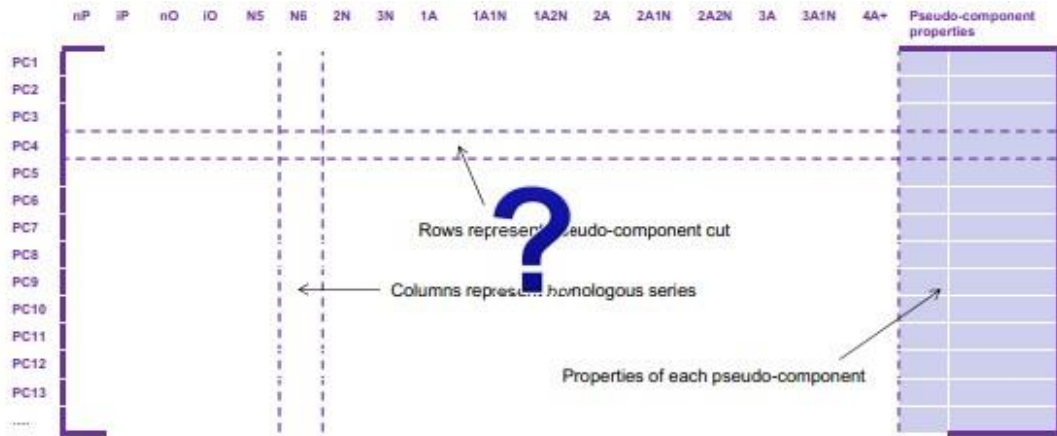 nP iP nO iO N5 N6 2N 3N 1A 1A1N 1A2N 2A 2A1N 2A2N 3A 3A1N 4A+ Pseudo-component
properties
PC1
PC2
PC3
PC4
PC5
PC6
PC7
PC8
PC9
PC10
PC11
PC12
PC13
....
Rows represent pseudo-component cut
?
Columns represent homologous series
Properties of each pseudo-component